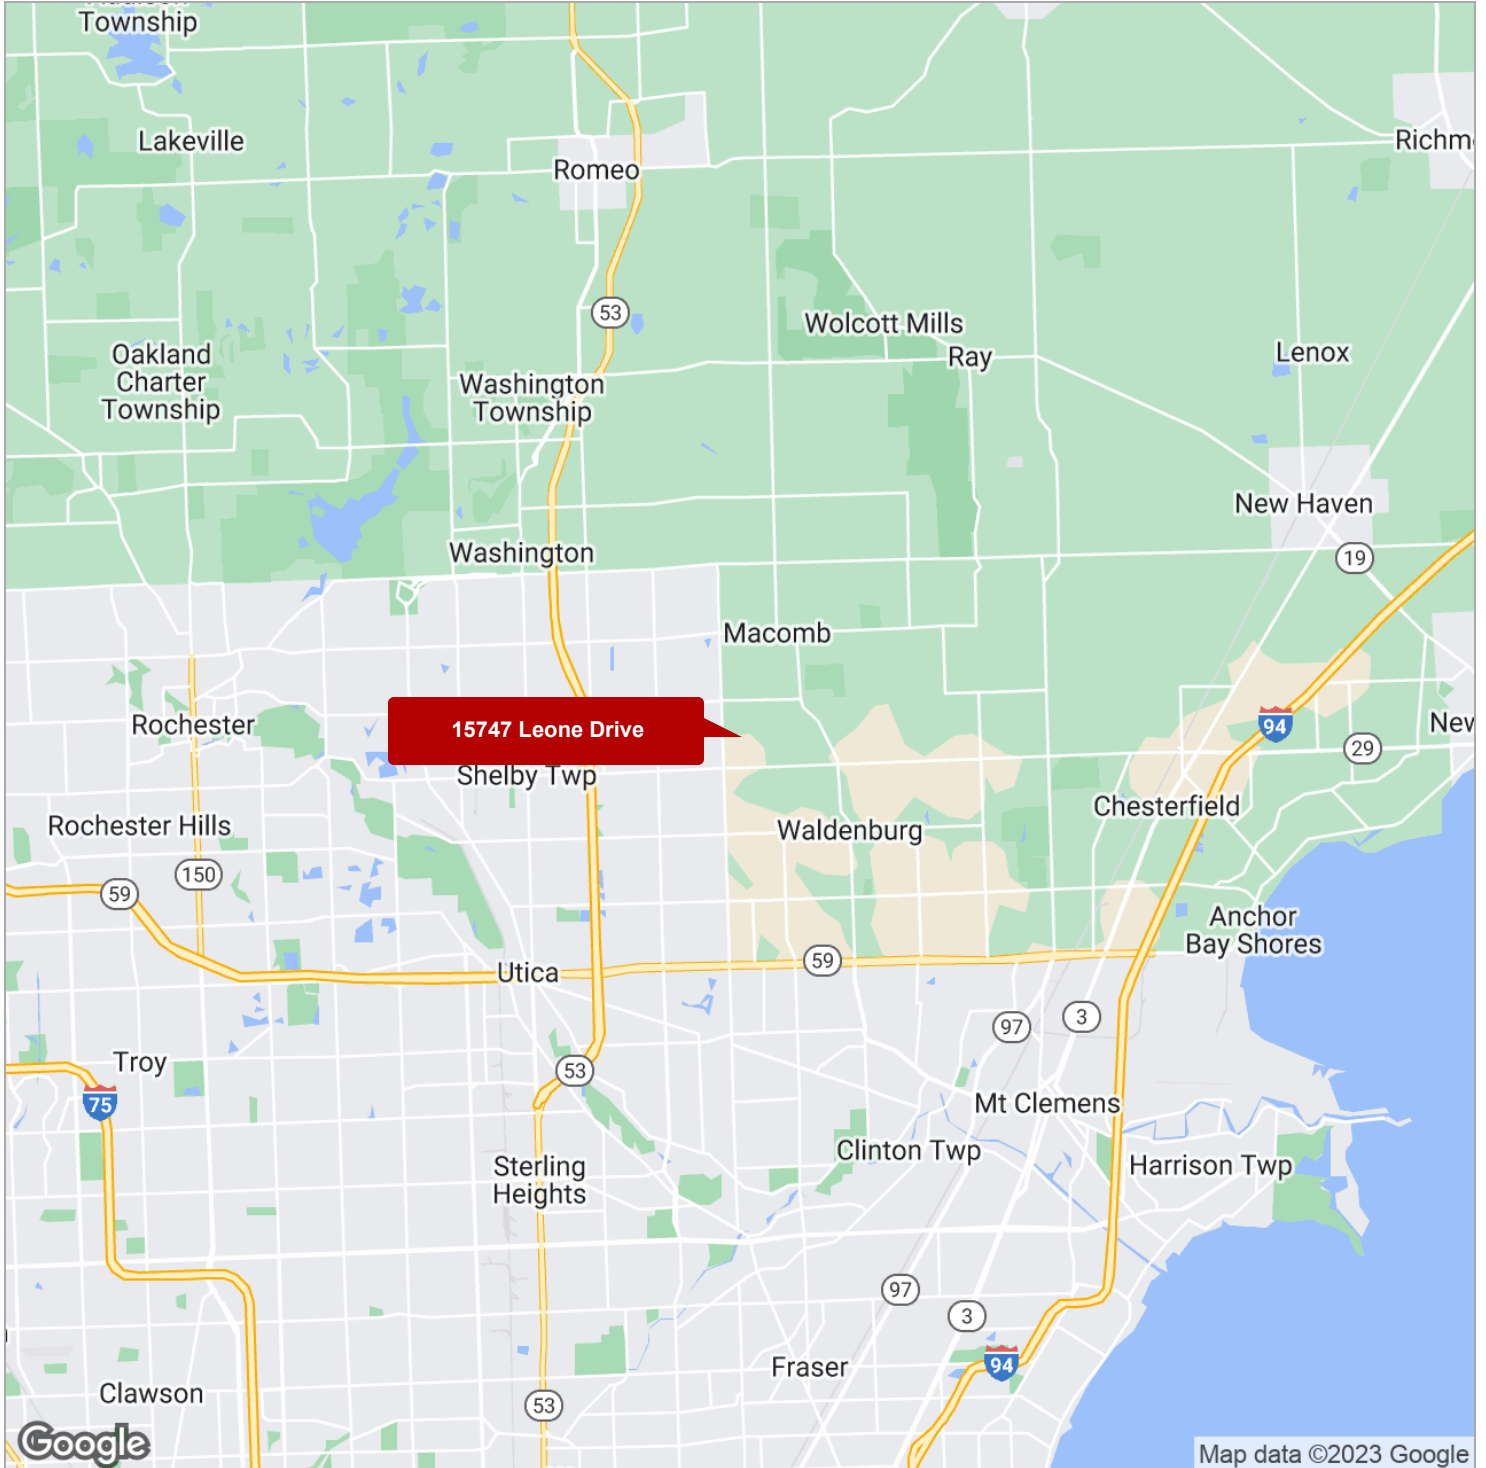 Township
Lakeville
Romeo
Richm
53
Wolcott Mills
Ray
Lenox
Oakland
Charter
Township
Washington
Township
New Haven
Washington
19
Macomb
Rochester
15747 Leone Drive
94
New
29
Shelby Twp
Chesterfield
Rochester Hills
Waldenburg
150
59
Anchor
Bay Shores
59
Utica
97
3
Troy
53
75
Mt Clemens
Clinton Twp
Harrison Twp
Sterling
Heights
97
3
Fraser
94
Clawson
53
Google
Map data ©2023 Google